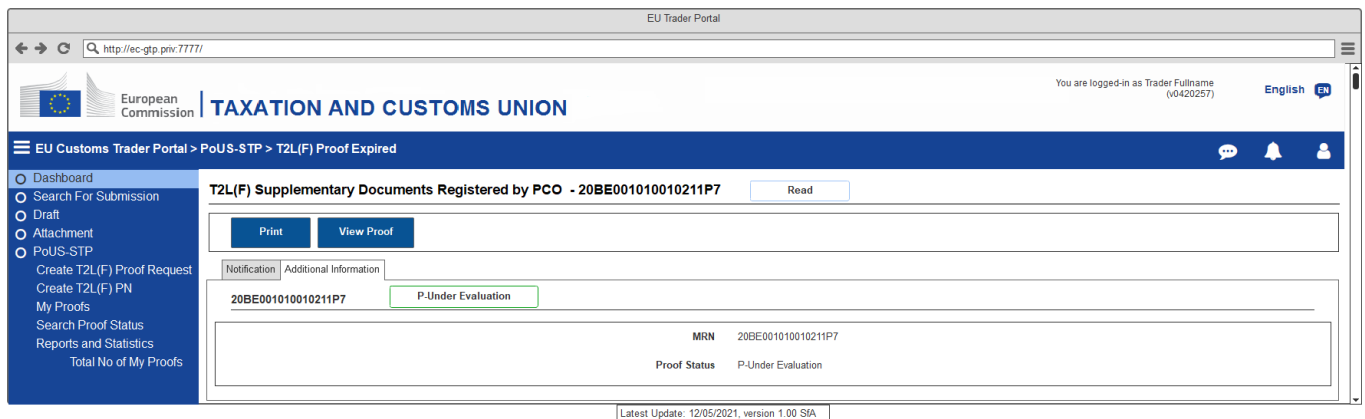 EU Trader Portal
http://ec-gtp.priv:7777/
European Commission
TAXATION AND CUSTOMS UNION
You are logged-in as Trader Fullname
(v0420257)
English EN
EU Customs Trader Portal > PoUS-STP > T2L(F) Proof Expired
Dashboard
Search For Submission
Draft
Attachment
PoUS-STP
Create T2L(F) Proof Request
Create T2L(F) PN
My Proofs
Search Proof Status
Reports and Statistics
Total No of My Proofs
T2L(F) Supplementary Documents Registered by PCO - 20BE001010010211P7 Read
Print View Proof
Notification Additional Information
20BE001010010211P7 P-Under Evaluation
MRN 20BE001010010211P7
Proof Status P-Under Evaluation
Latest Update: 12/05/2021, version 1.00 SfA